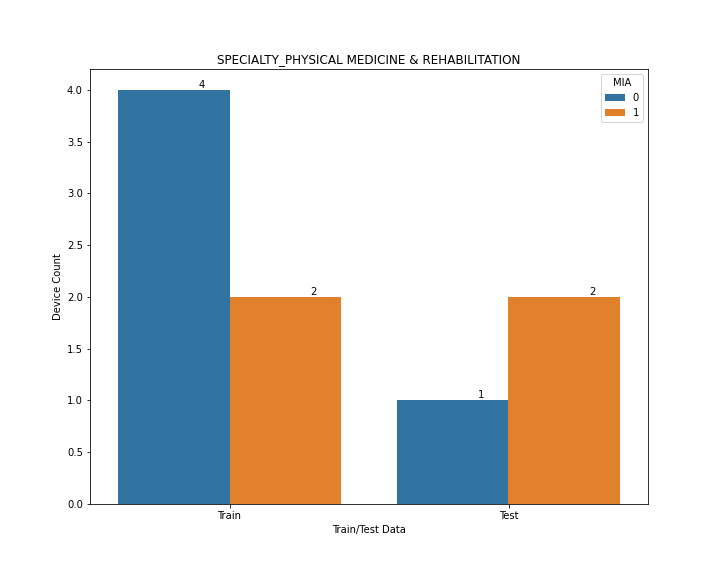 SPECIALTY_PHYSICAL MEDICINE & REHABILITATION
MIA
0
1
4
2
1
2
Device Count
4.0
3.5
3.0
2.5
2.0
1.5
1.0
0.5
0.0
Train
Test
Train/Test Data